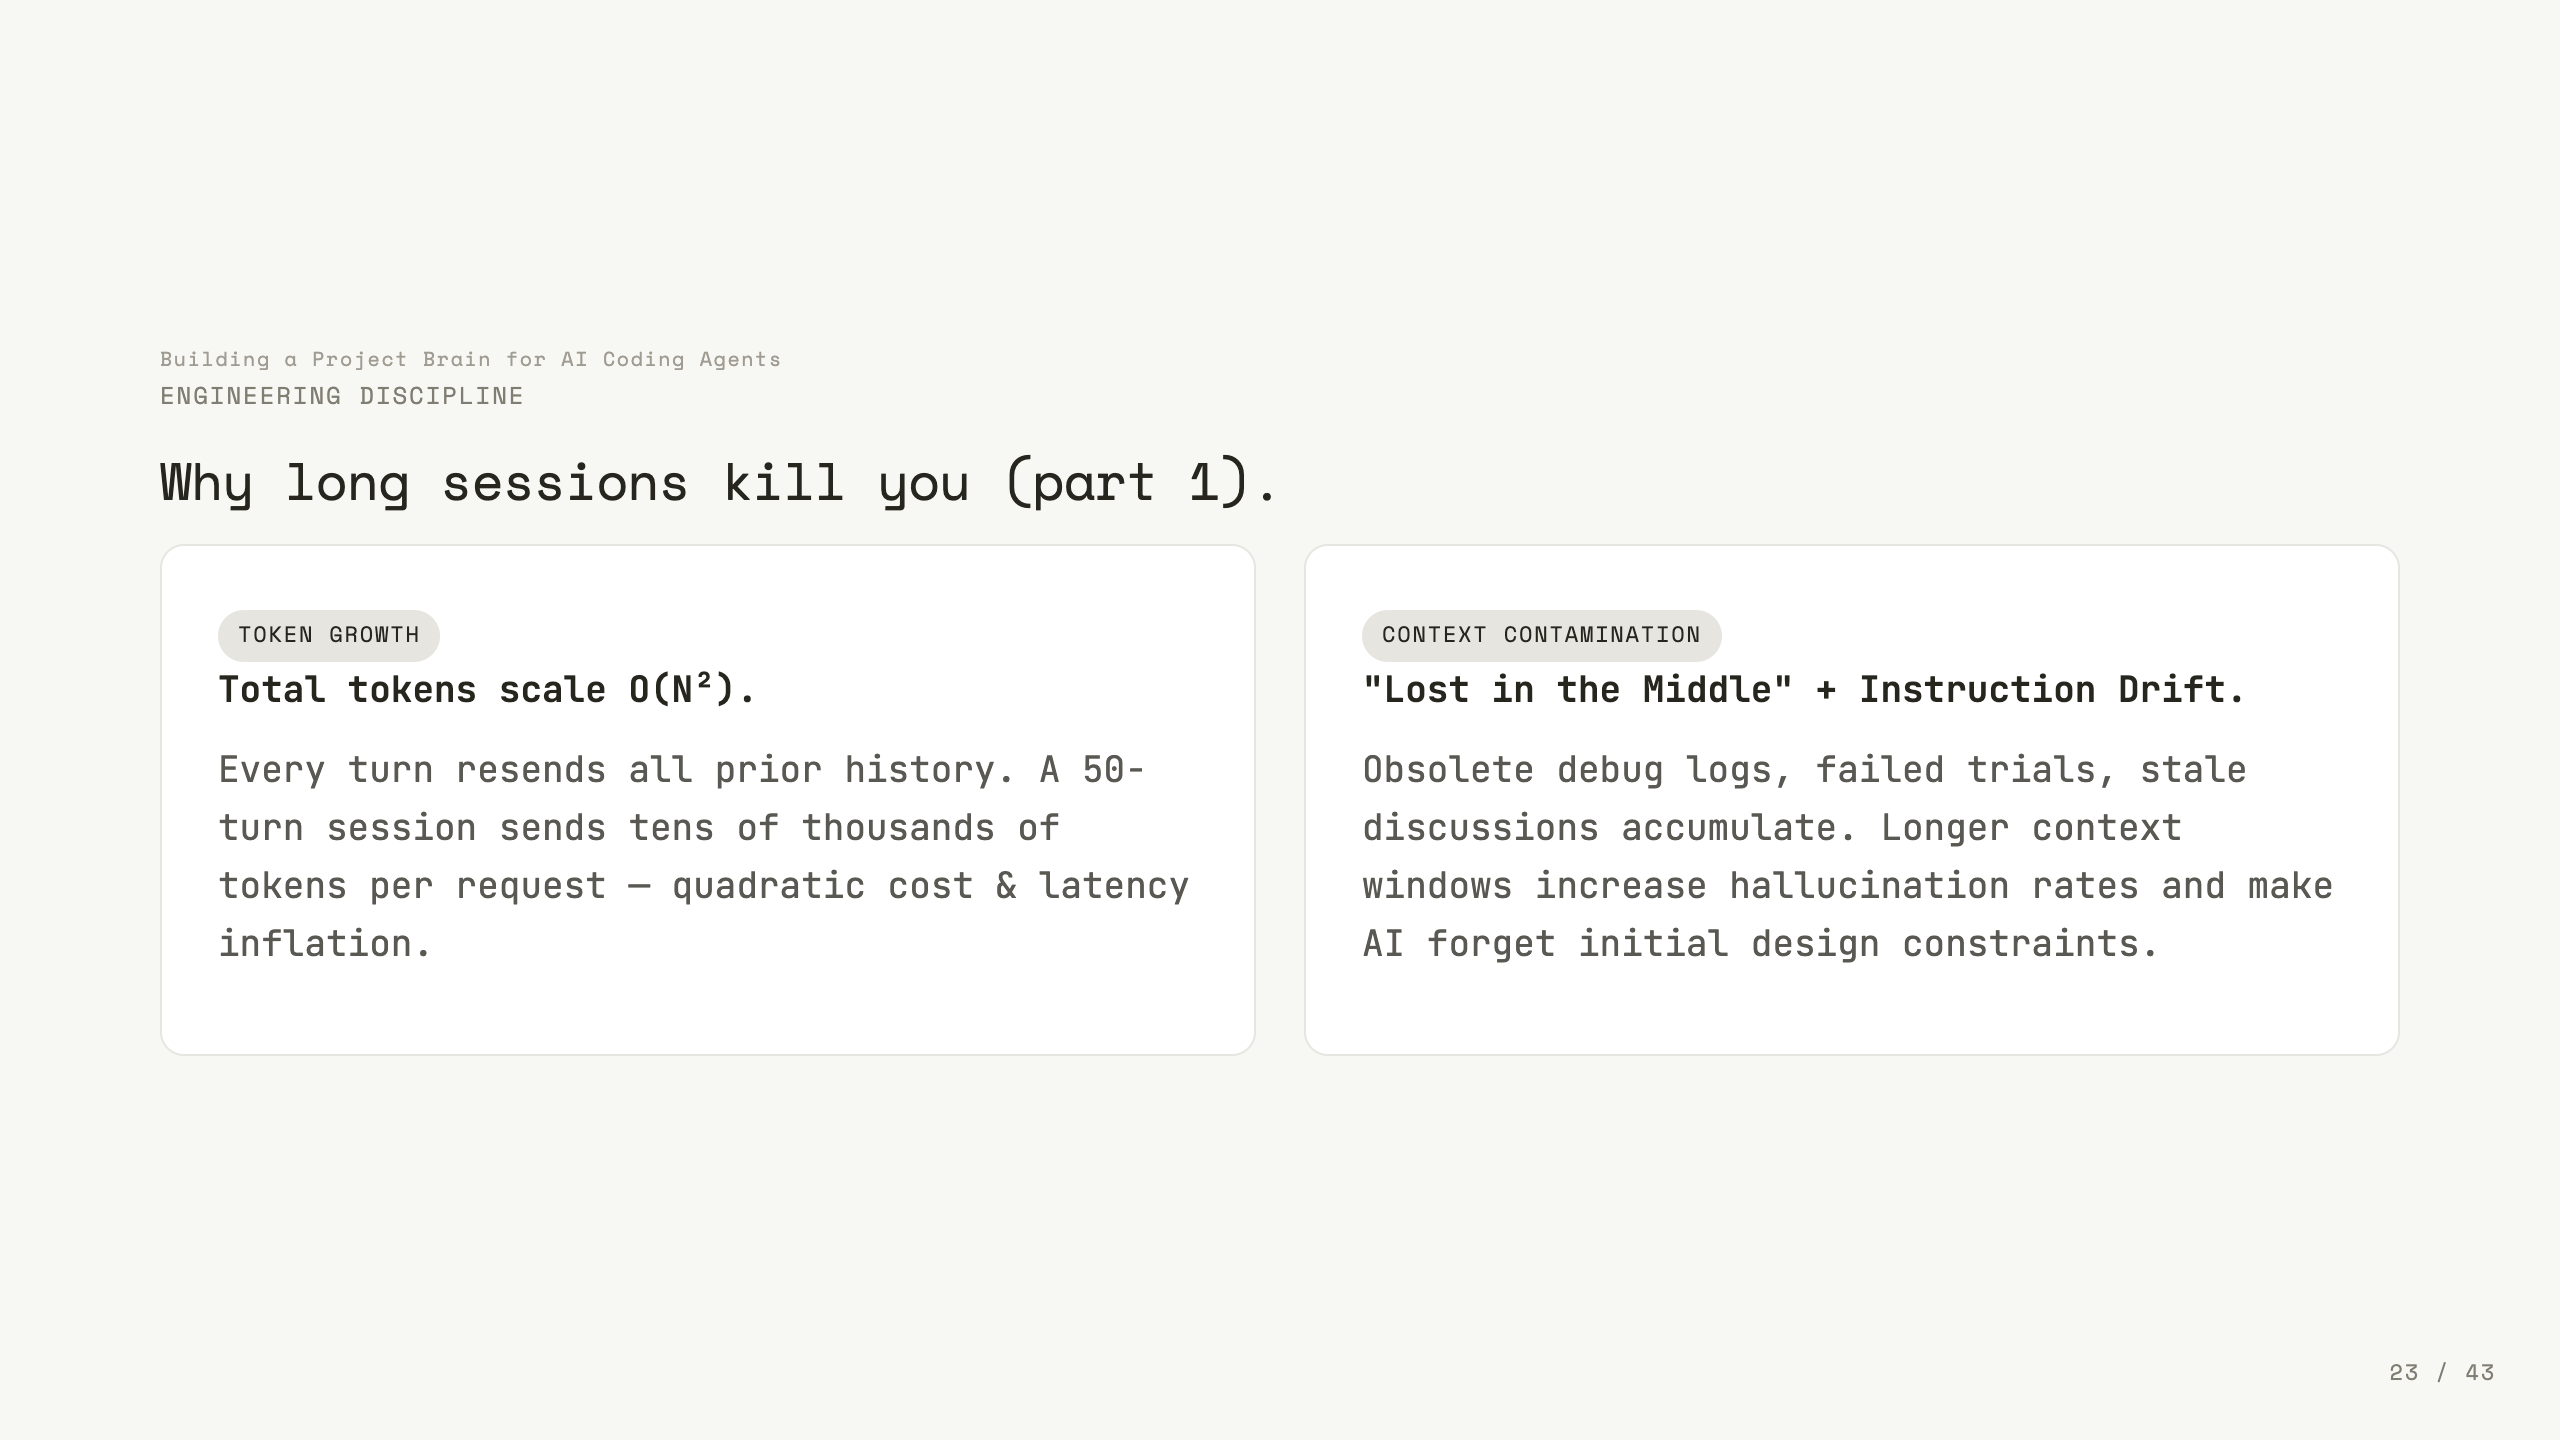 Building a Project Brain for AI Coding Agents
ENGINEERING DISCIPLINE
Why long sessions kill you (part 1).
TOKEN GROWTH
Total tokens scale O(N²).
Every turn resends all prior history. A 50-
turn session sends tens of thousands of
tokens per request — quadratic cost & latency
inflation.
CONTEXT CONTAMINATION
"Lost in the Middle" + Instruction Drift.
Obsolete debug logs, failed trials, stale
discussions accumulate. Longer context
windows increase hallucination rates and make
AI forget initial design constraints.
23 / 43